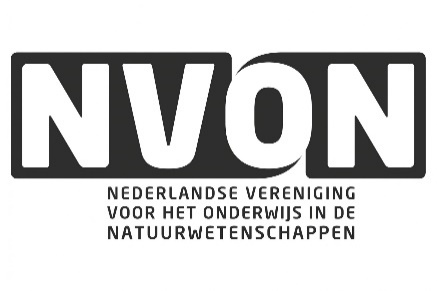 NVON
NEDERLANDSE VERENIGING
VOOR HET ONDERWIJS IN DE
NATUURWETENSCHAPPEN